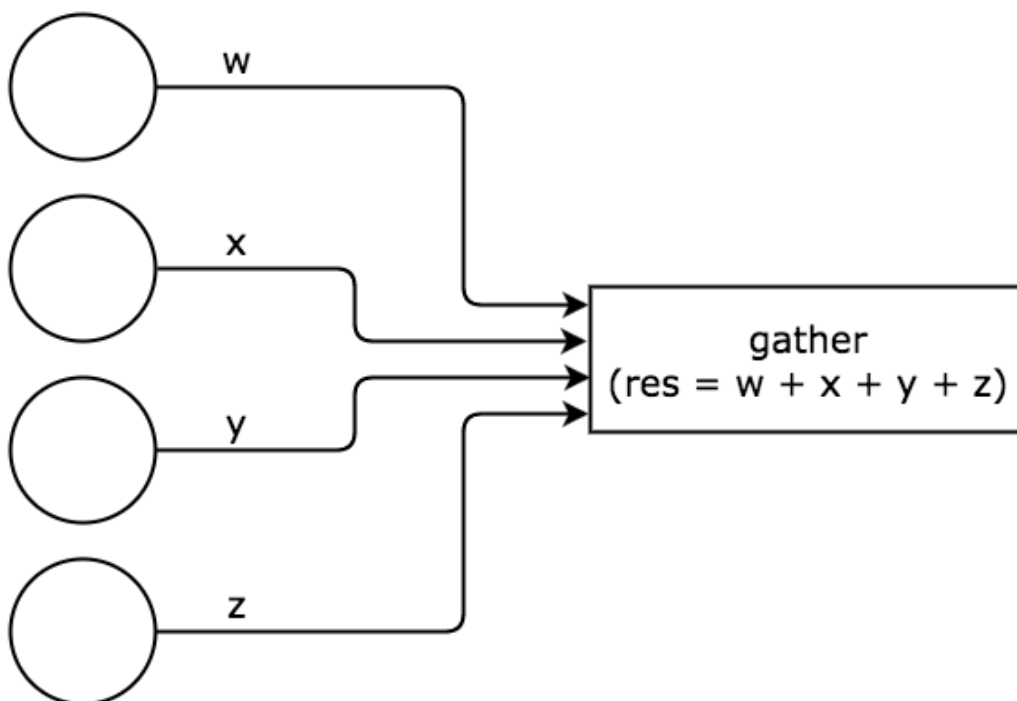 w
x
y
z
gather
(res = w + x + y + z)